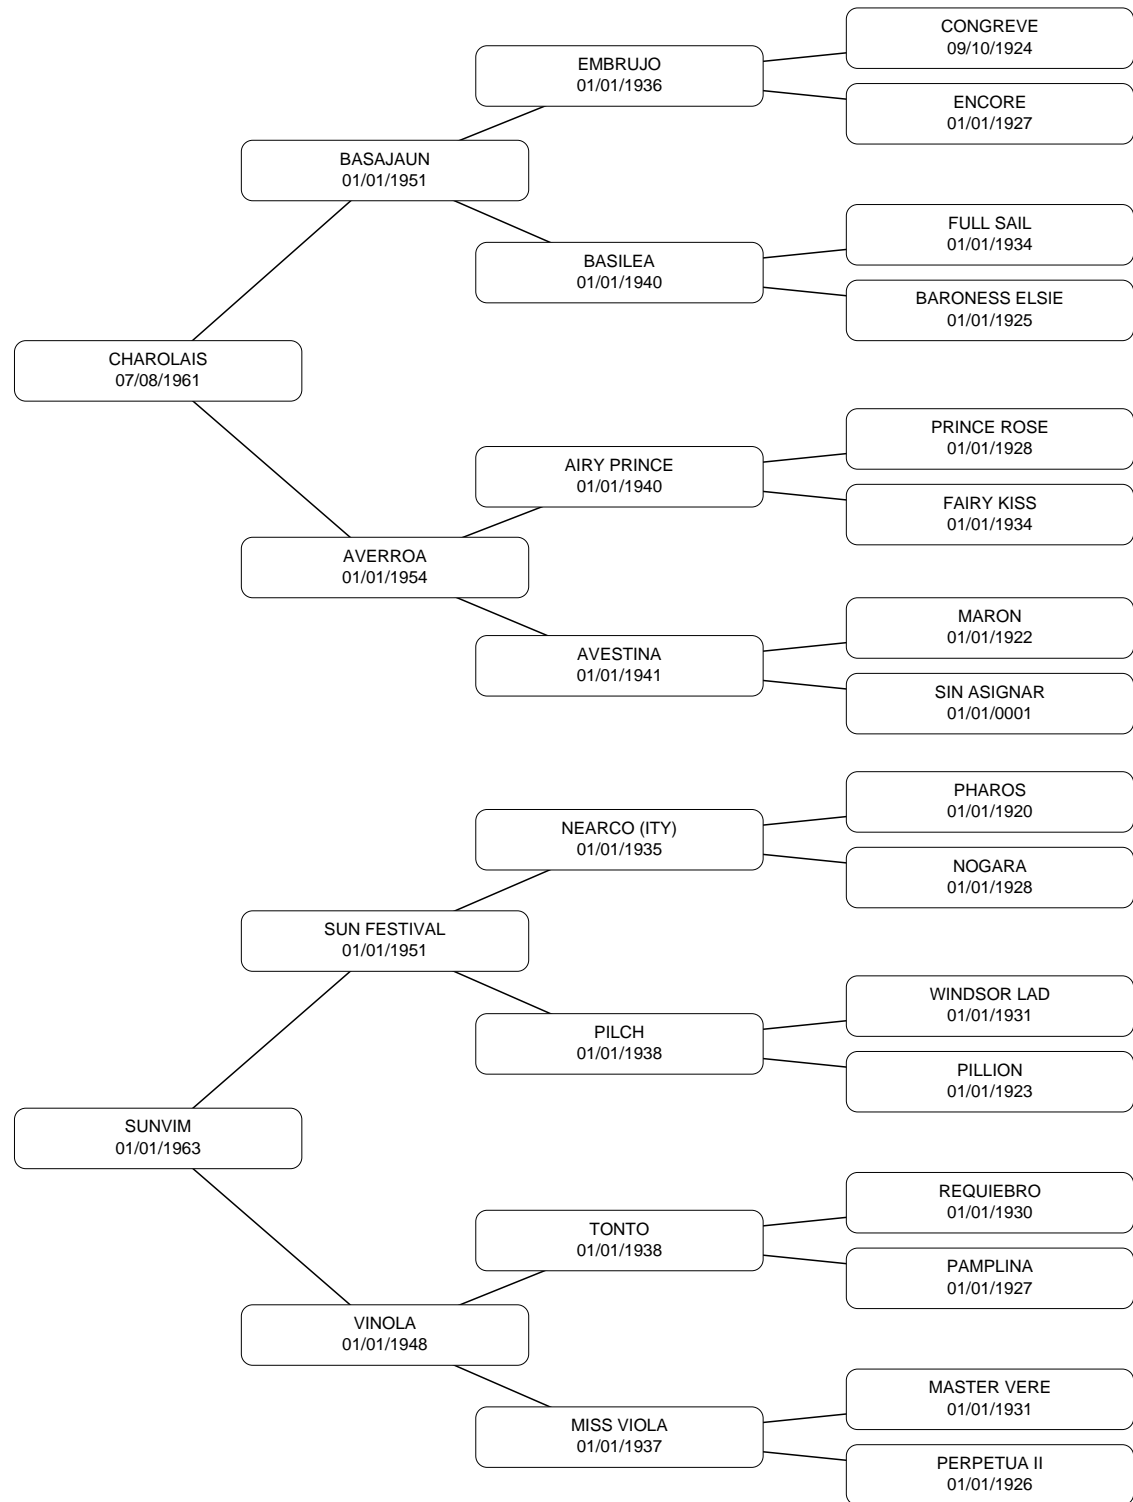 CONGREVE
09/10/1924
EMBRUJO
01/01/1936
ENCORE
01/01/1927
BASAJAUN
01/01/1951
FULL SAIL
01/01/1934
BASILEA
01/01/1940
BARONESS ELSIE
01/01/1925
CHAROLAIS
07/08/1961
PRINCE ROSE
01/01/1928
AIRY PRINCE
01/01/1940
FAIRY KISS
01/01/1934
AVERROA
01/01/1954
MARON
01/01/1922
AVESTINA
01/01/1941
SIN ASIGNAR
01/01/0001
PHAROS
01/01/1920
NEARCO (ITY)
01/01/1935
NOGARA
01/01/1928
SUN FESTIVAL
01/01/1951
WINDSOR LAD
01/01/1931
PILCH
01/01/1938
PILLION
01/01/1923
SUNVIM
01/01/1963
REQUIEBRO
01/01/1930
TONTO
01/01/1938
PAMPLINA
01/01/1927
VINOLA
01/01/1948
MASTER VERE
01/01/1931
MISS VIOLA
01/01/1937
PERPETUA II
01/01/1926